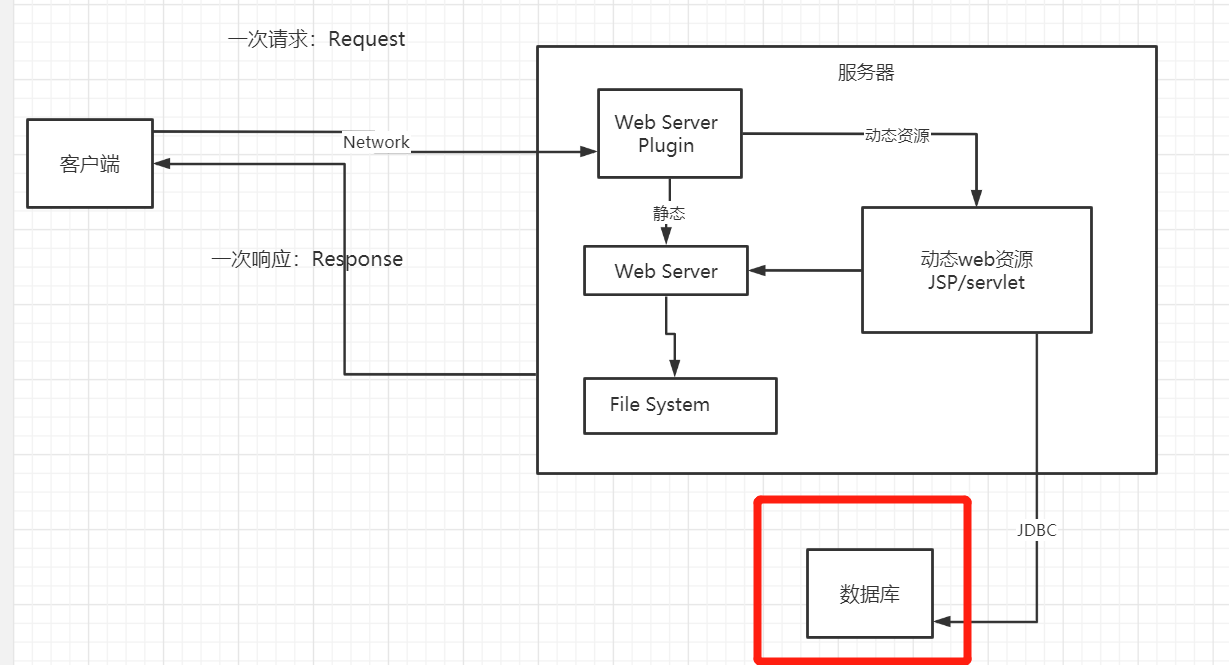 一次请求：Request
服务器
Web Server
Plugin
动态资源
Network
客户端
静态
一次响应：Response
Web Server
动态web资源
JSP/servlet
File System
JDBC
数据库